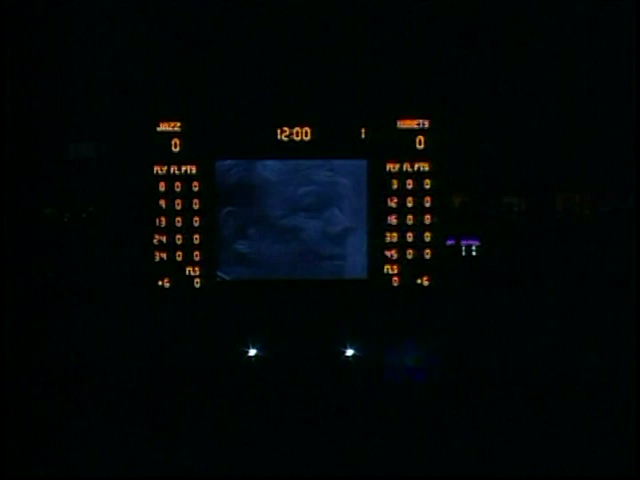 JAZZ 12:00 1
0 0
PLY FL PTS PLY FL PTS
8 0 0 3 0 0
9 0 0 12 0 0
13 0 0 16 0 0
24 0 0 33 0 0
34 0 0 45 0 0
FLS FLS
+6 0 0 +6